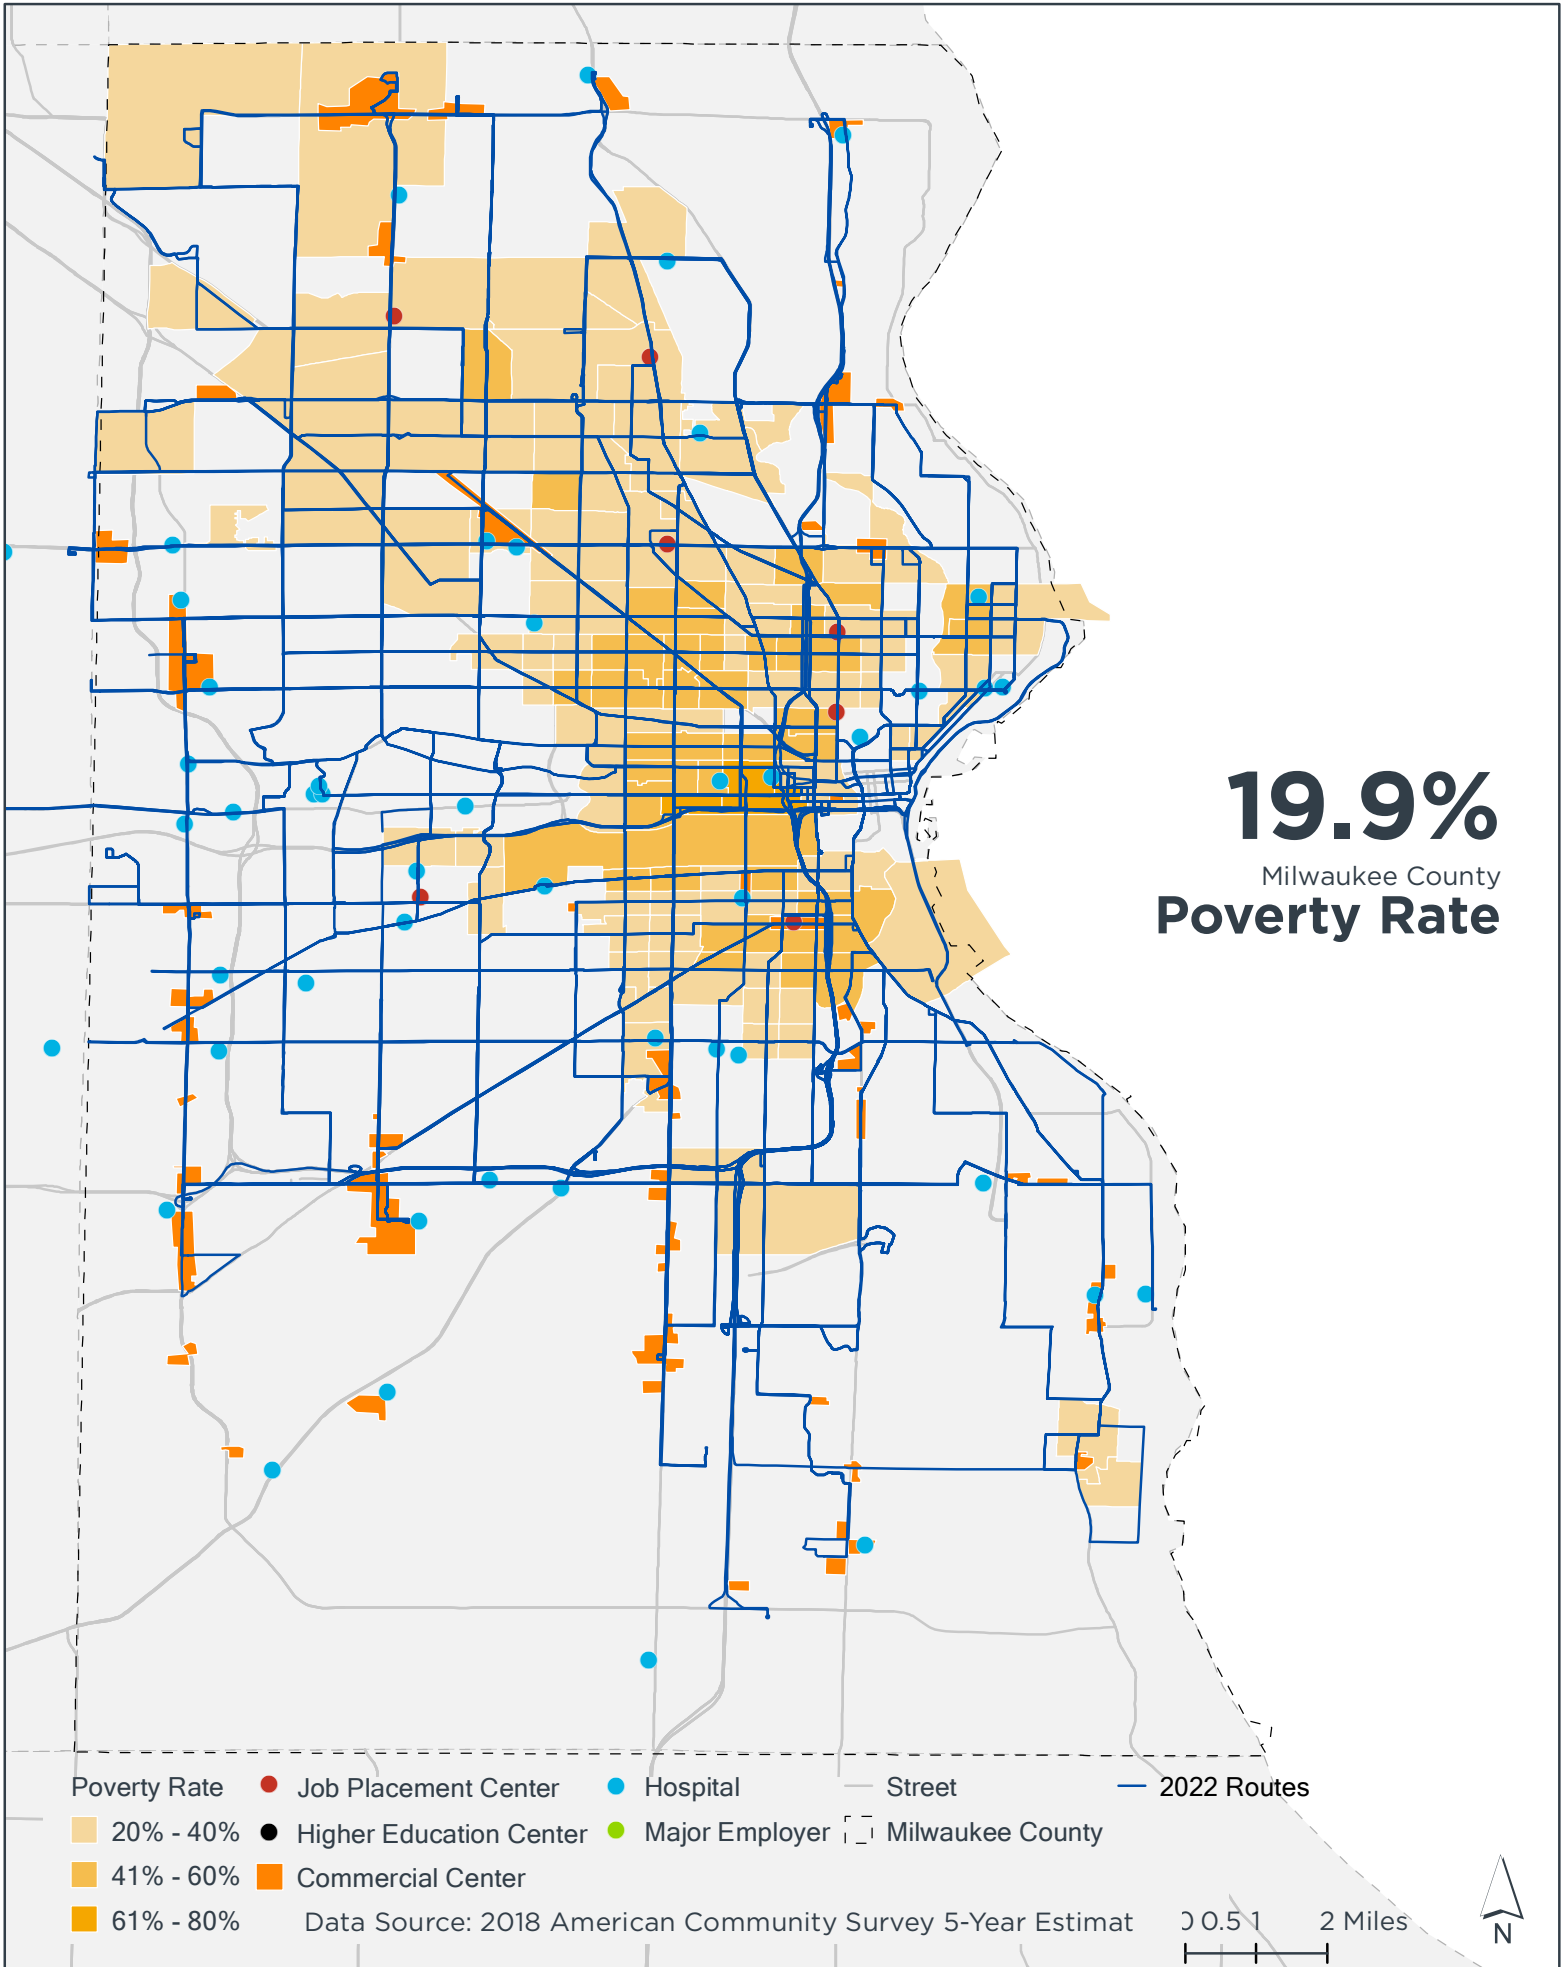 19.9%
Milwaukee County
Poverty Rate
Poverty Rate
Job Placement Center
Hospital
Street
2022 Routes
20% - 40%
Higher Education Center
Major Employer
Milwaukee County
41% - 60%
Commercial Center
61% - 80%
Data Source: 2018 American Community Survey 5-Year Estimat
0 0.5 1 2 Miles
N